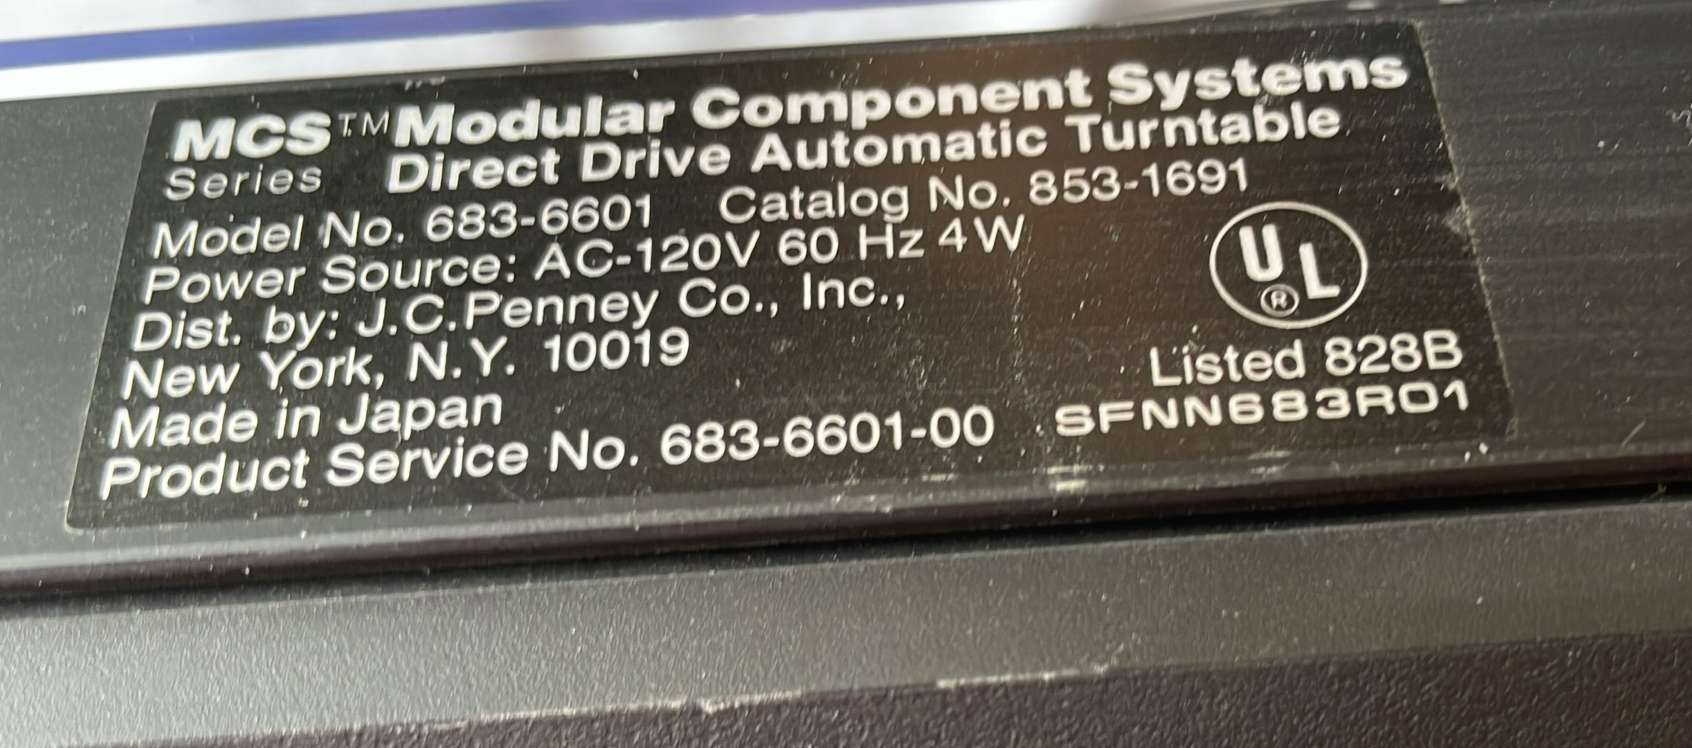 MCS™ Modular Component Systems
Series Direct Drive Automatic Turntable
Model No. 683-6601 Catalog No. 853-1691
Power Source: AC-120V 60 Hz 4W
Dist. by: J.C.Penney Co., Inc.,
New York, N.Y. 10019
Made in Japan
Product Service No. 683-6601-00
UL ®
Listed 828B
SFNN683R01